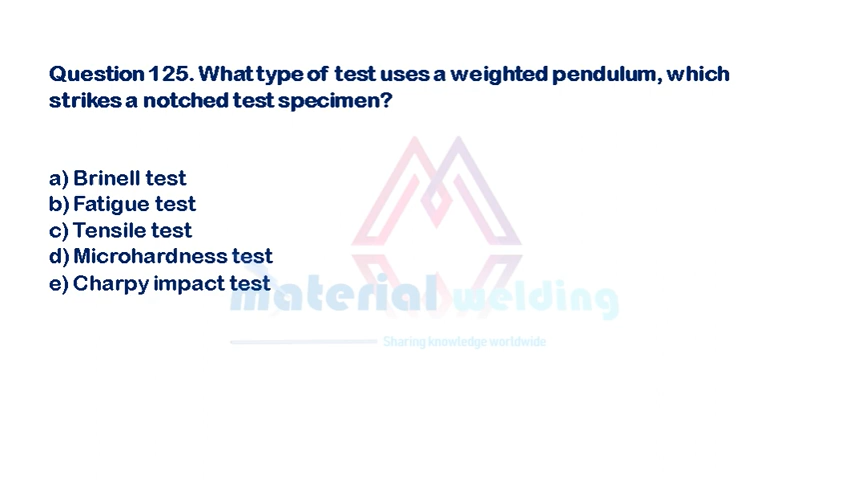 Question 125. What type of test uses a weighted pendulum, which
strikes a notched test specimen?
a) Brinell test
b) Fatigue test
c) Tensile test
d) Microhardness test
e) Charpy impact test
material welding
Sharing knowledge worldwide